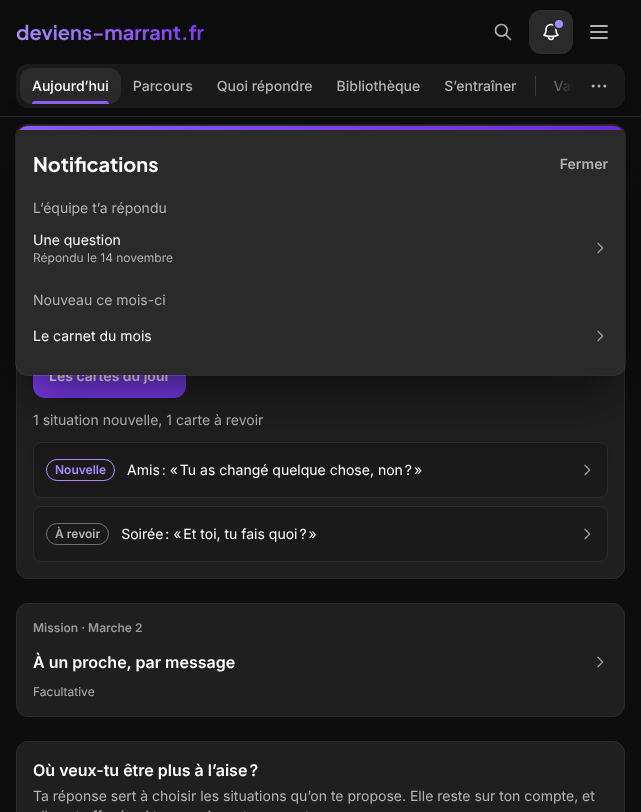 deviens-marrant.fr
Aujourd’hui
Parcours
Quoi répondre
Bibliothèque
S’entraîner
Notifications
Fermer
L’équipe t’a répondu
Une question
Répondu le 14 novembre
Nouveau ce mois-ci
Le carnet du mois
Les cartes du jour
1 situation nouvelle, 1 carte à revoir
Nouvelle
Amis : « Tu as changé quelque chose, non ? »
À revoir
Soirée : « Et toi, tu fais quoi ? »
Mission · Marche 2
À un proche, par message
Facultative
Où veux-tu être plus à l’aise ?
Ta réponse sert à choisir les situations qu’on te propose. Elle reste sur ton compte, et